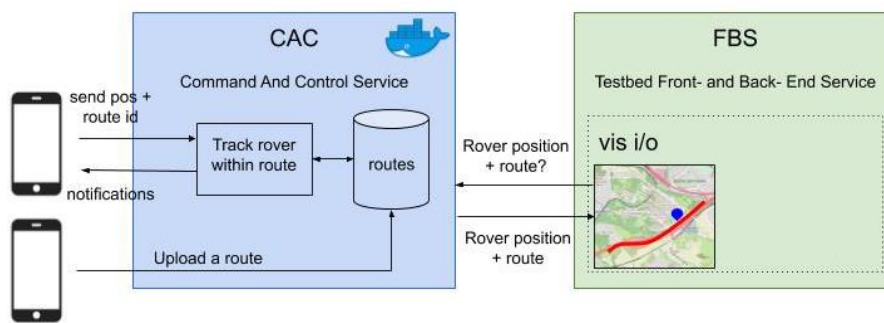 CAC
Command And Control Service
send pos +
route id
Track rover
within route
routes
notifications
Upload a route
Rover position
+ route?
Rover position
+ route
FBS
Testbed Front- and Back- End Service
vis i/o